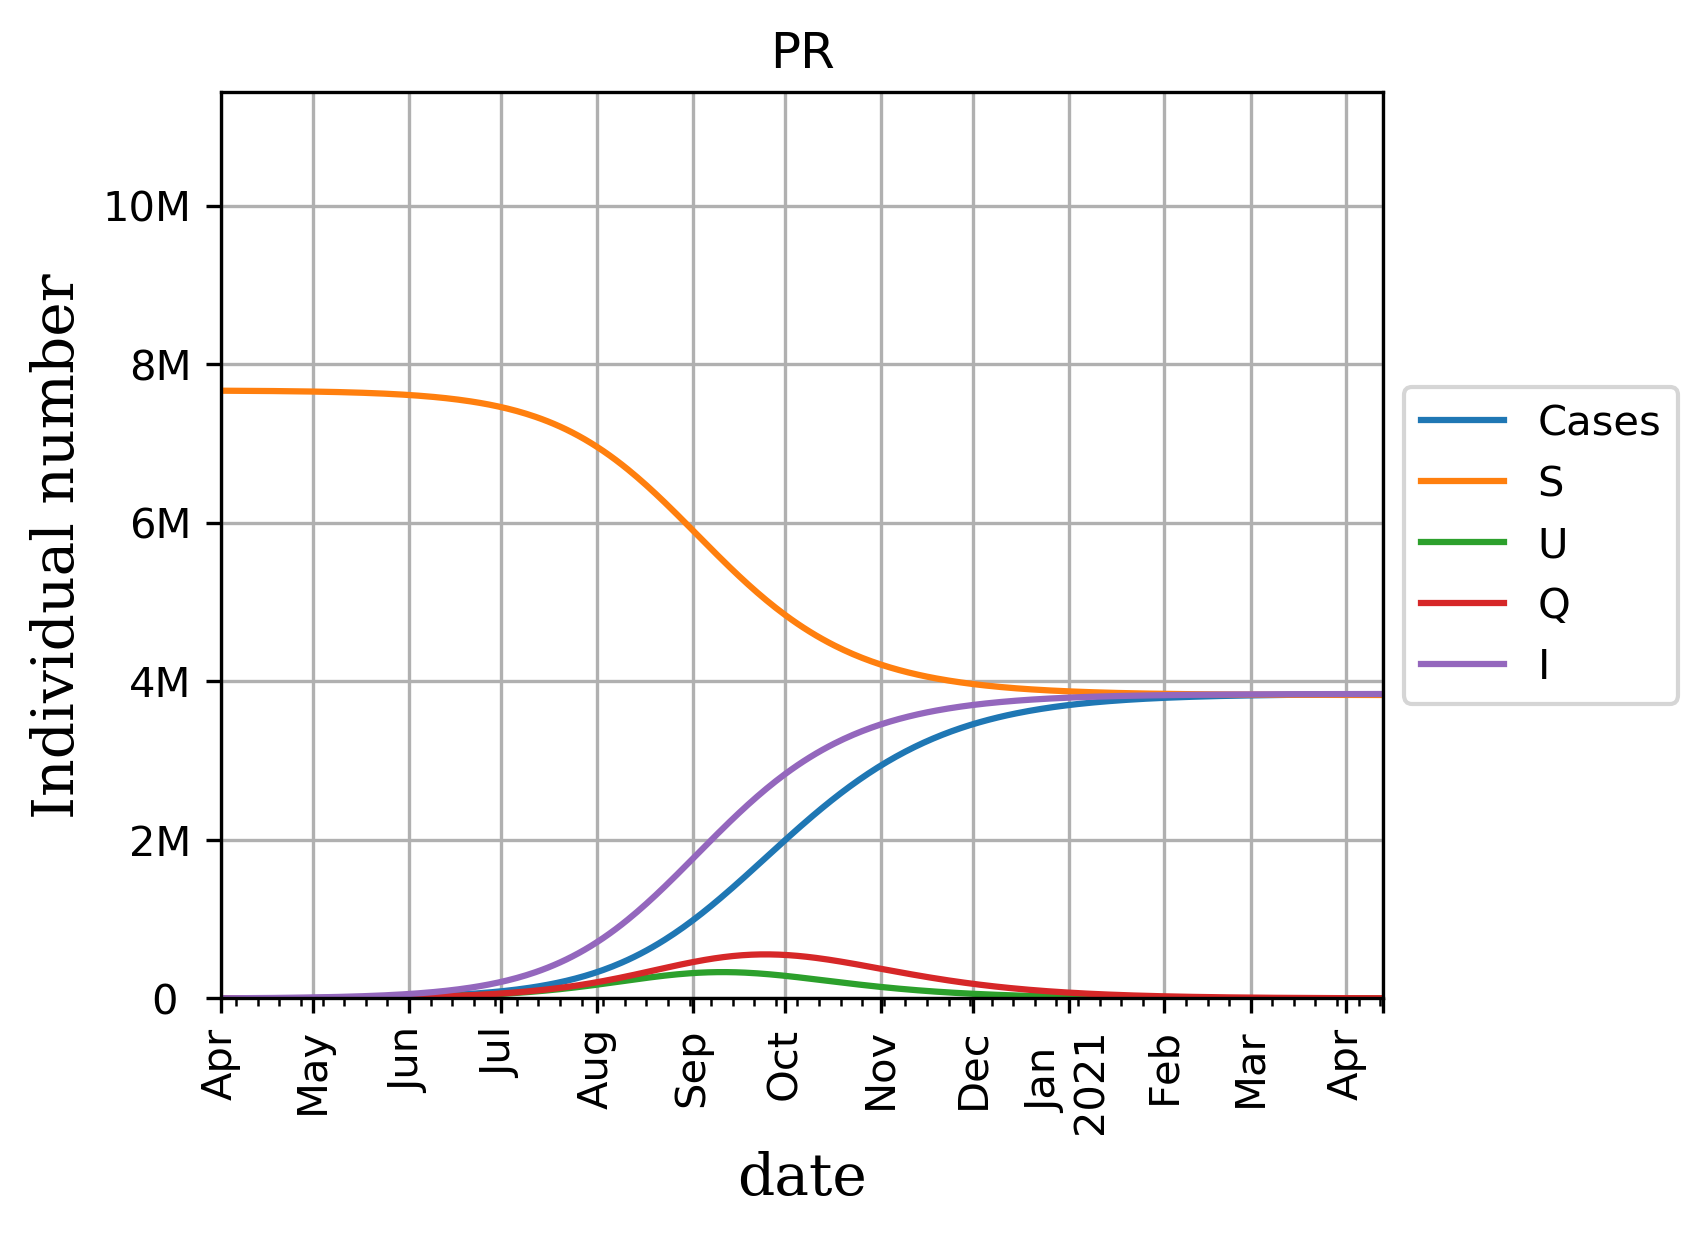 PR
Individual number
10M
8M
6M
4M
2M
0
Apr
May
Jun
Jul
Aug
Sep
Oct
Nov
Dec
Jan
2021
Feb
Mar
Apr
date
Cases
S
U
Q
I